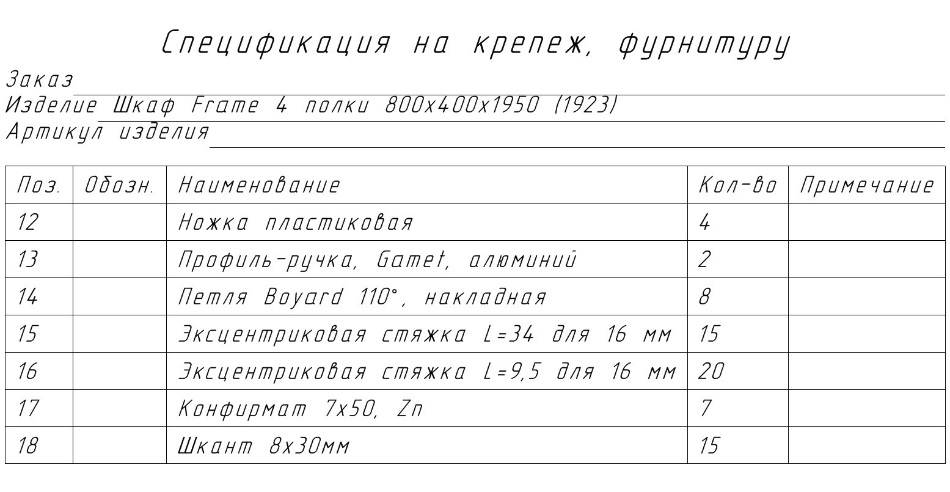 Спецификация на крепеж, фурнитуру
Заказ
Изделие Шкаф Frame 4 полки 800х400х1950 (1923)
Артикул изделия
Поз. Обозн. Наименование Кол-во Примечание
12 Ножка пластиковая 4
13 Профиль-ручка, Gamet, алюминий 2
14 Петля Boyard 110°, накладная 8
15 Эксцентриковая стяжка L=34 для 16 мм 15
16 Эксцентриковая стяжка L=9,5 для 16 мм 20
17 Конфирмат 7х50, Zn 7
18 Шкант 8х30мм 15